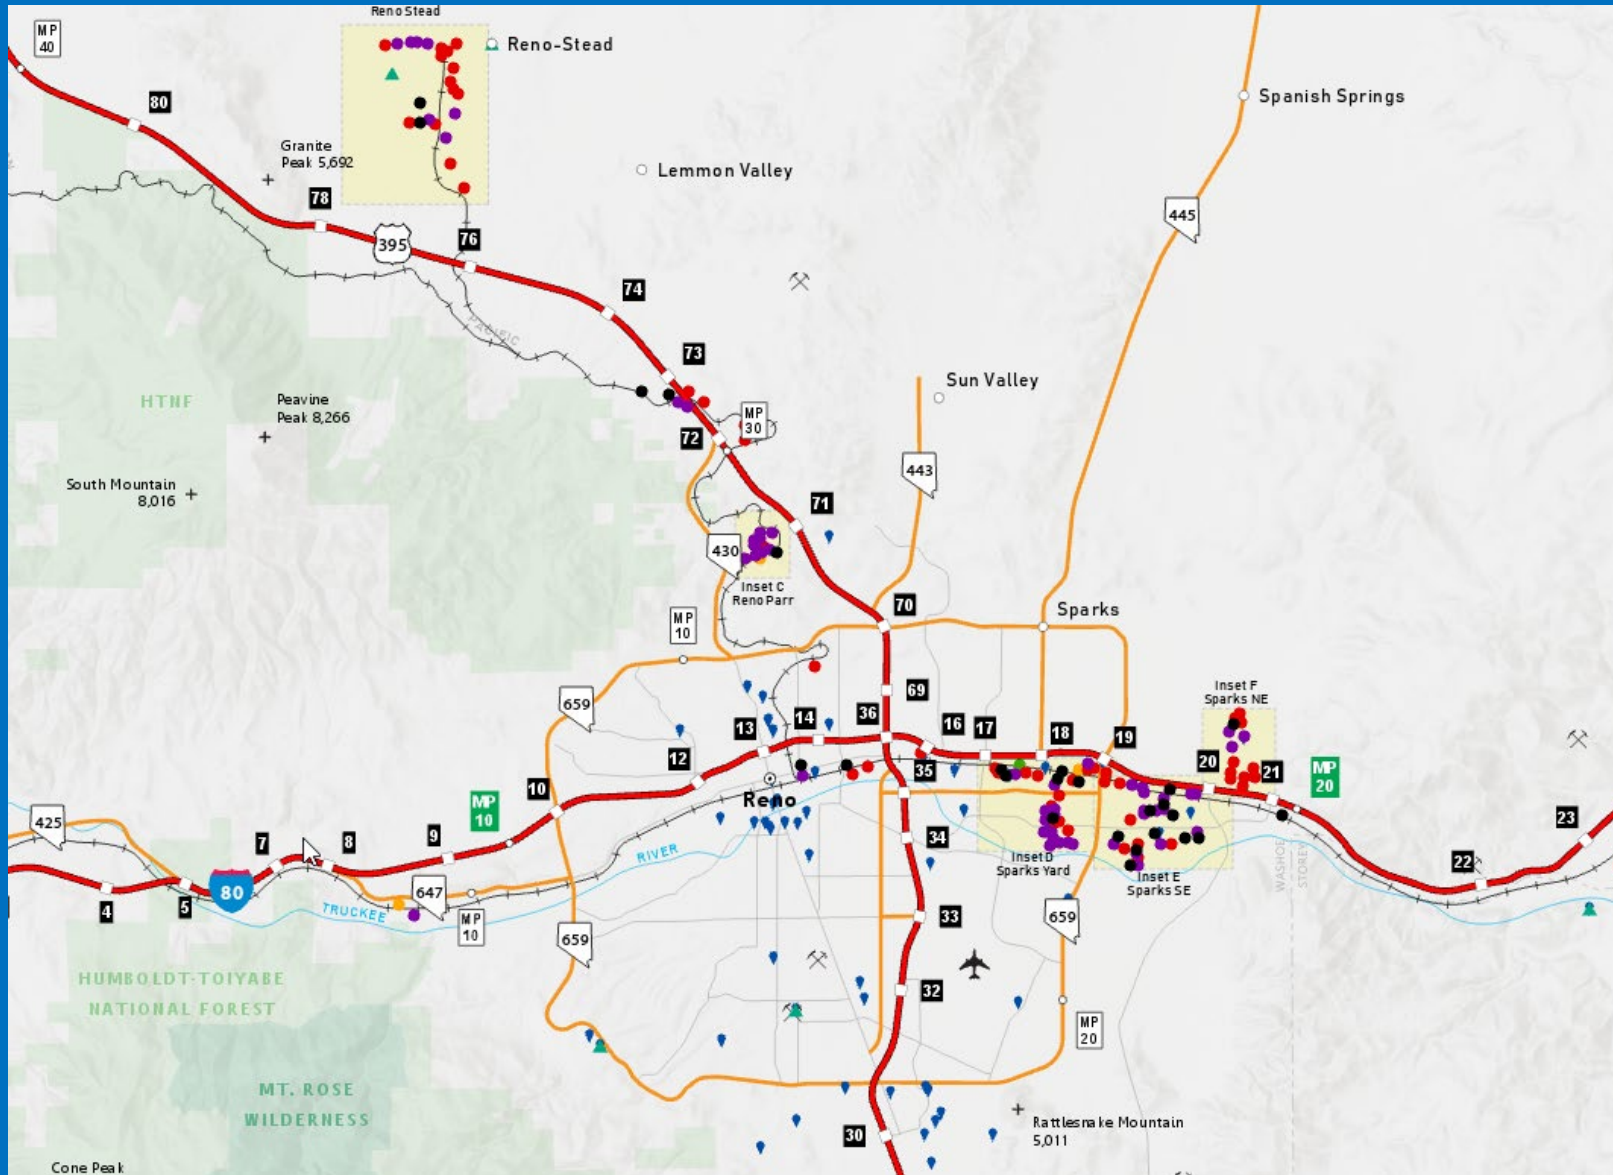 Reno Stead
MP
40
Reno-Stead
80
Spanish Springs
Granite
Peak 5,692
Lemmon Valley
78
445
395
76
74
PACIFIC
73
Sun Valley
HTNF
Peavine
Peak 8,266
MP
30
72
443
South Mountain
8,016
71
430
Inset C
Reno Parr
70
Sparks
MP
10
659
69
Inset F
Sparks NE
36
13
14
16
17
18
19
12
35
20
21
MP
20
10
Reno
MP
10
425
34
23
7
8
9
RIVER
Inset D
Sparks Yard
Inset E
Sparks SE
WASHOE
STOREY
22
80
647
4
5
TRUCKEE
MP
10
33
659
659
HUMBOLDT-TOIYABE
NATIONAL FOREST
32
MP
20
MT. ROSE
WILDERNESS
Rattlesnake Mountain
5,011
30
Cone Peak